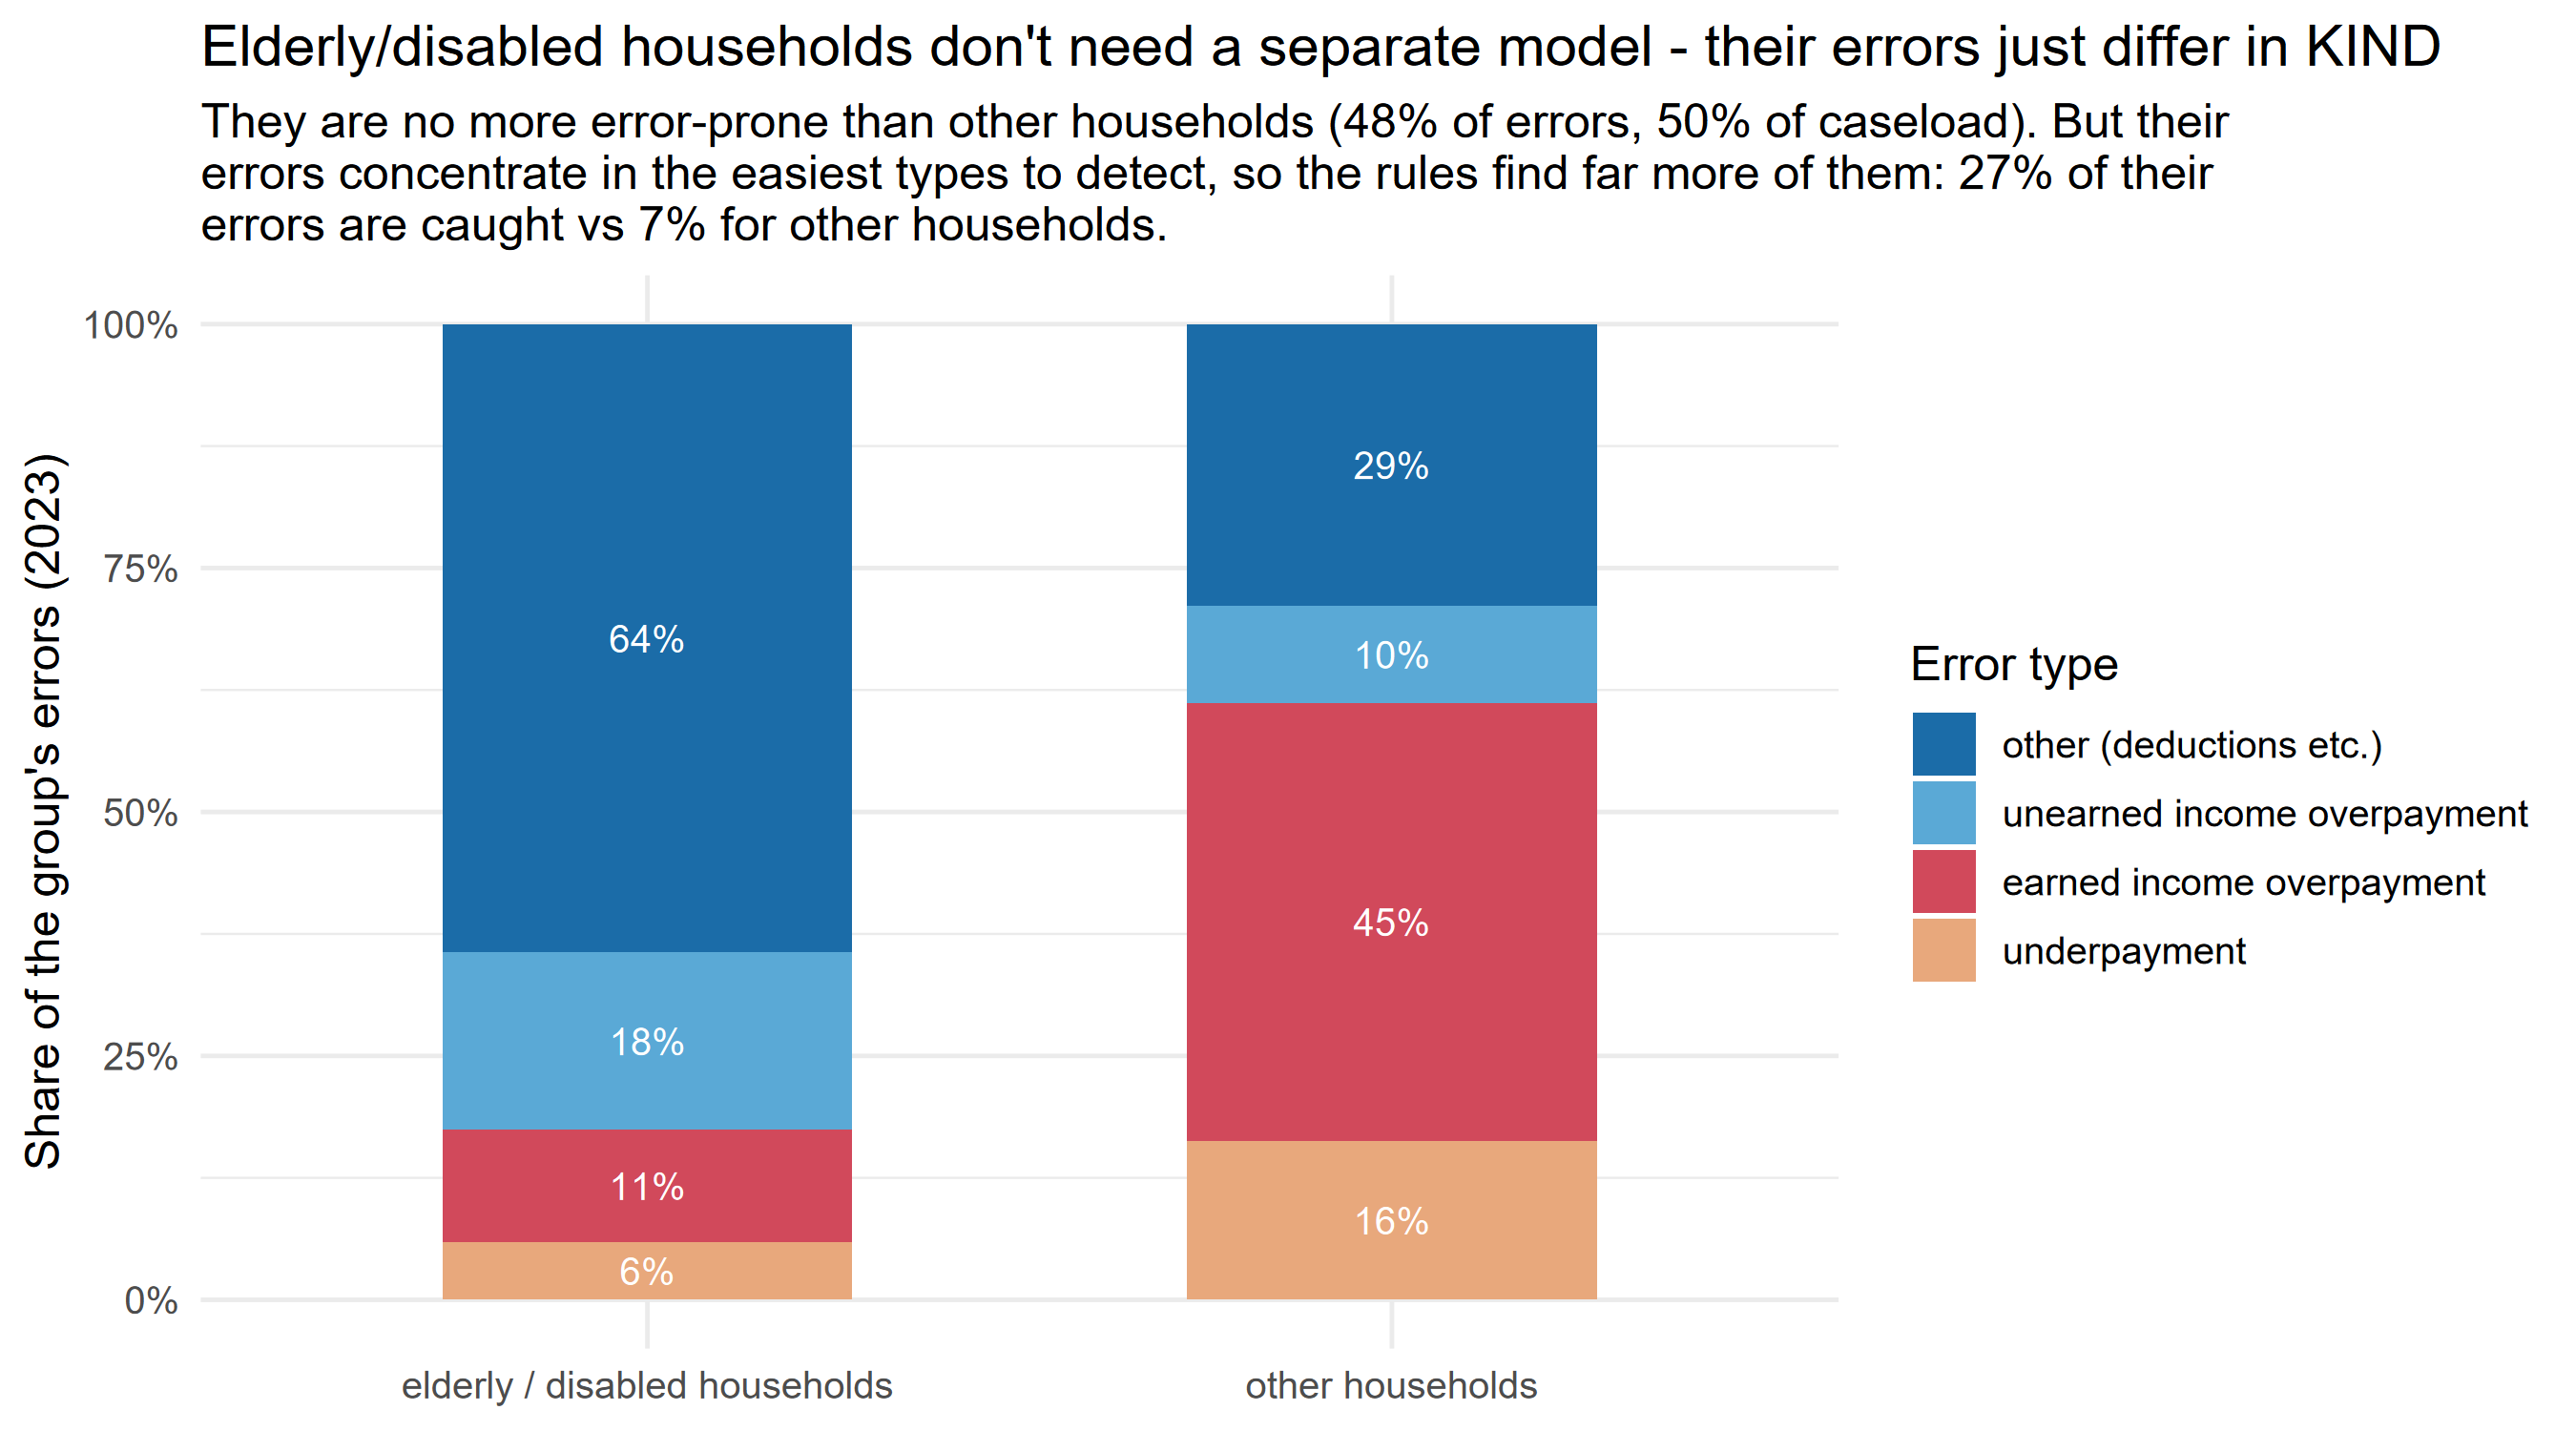 Elderly/disabled households don't need a separate model - their errors just differ in KIND
They are no more error-prone than other households (48% of errors, 50% of caseload). But their
errors concentrate in the easiest types to detect, so the rules find far more of them: 27% of their
errors are caught vs 7% for other households.
Share of the group's errors (2023)
100%
75%
50%
25%
0%
64%
18%
11%
6%
29%
10%
45%
16%
elderly / disabled households
other households
Error type
other (deductions etc.)
unearned income overpayment
earned income overpayment
underpayment